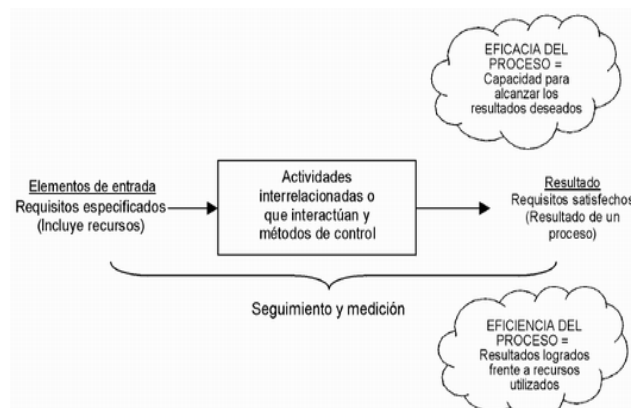 EFICACIA DEL
PROCESO =
Capacidad para
alcanzar los
resultados deseados
Elementos de entrada
Requisitos especificados
(Incluye recursos)
Actividades
interrelacionadas o
que interactúan y
métodos de control
Resultado
Requisitos satisfechos
(Resultado de un
proceso)
Seguimiento y medición
EFICIENCIA DEL
PROCESO =
Resultados logrados
frente a recursos
utilizados